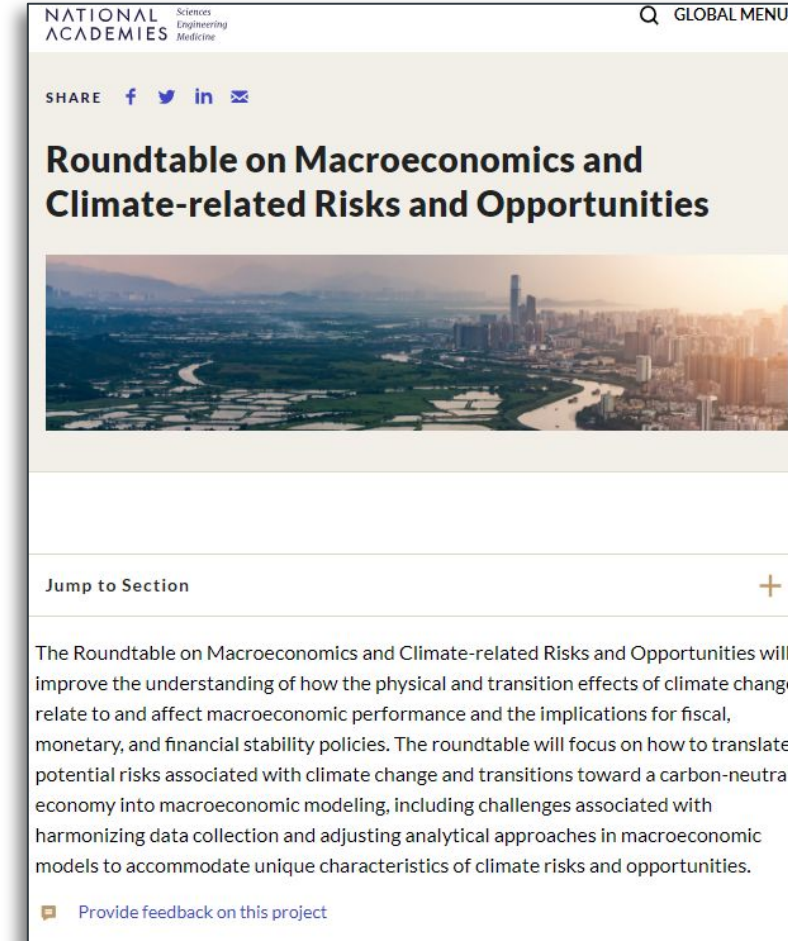 NATIONAL Sciences
Engineering
ACADEMIES Medicine
GLOBAL MENU
SHARE
Roundtable on Macroeconomics and
Climate-related Risks and Opportunities
Jump to Section
The Roundtable on Macroeconomics and Climate-related Risks and Opportunities will
improve the understanding of how the physical and transition effects of climate change
relate to and affect macroeconomic performance and the implications for fiscal,
monetary, and financial stability policies. The roundtable will focus on how to translate
potential risks associated with climate change and transitions toward a carbon-neutra
economy into macroeconomic modeling, including challenges associated with
harmonizing data collection and adjusting analytical approaches in macroeconomic
models to accommodate unique characteristics of climate risks and opportunities.
Provide feedback on this project